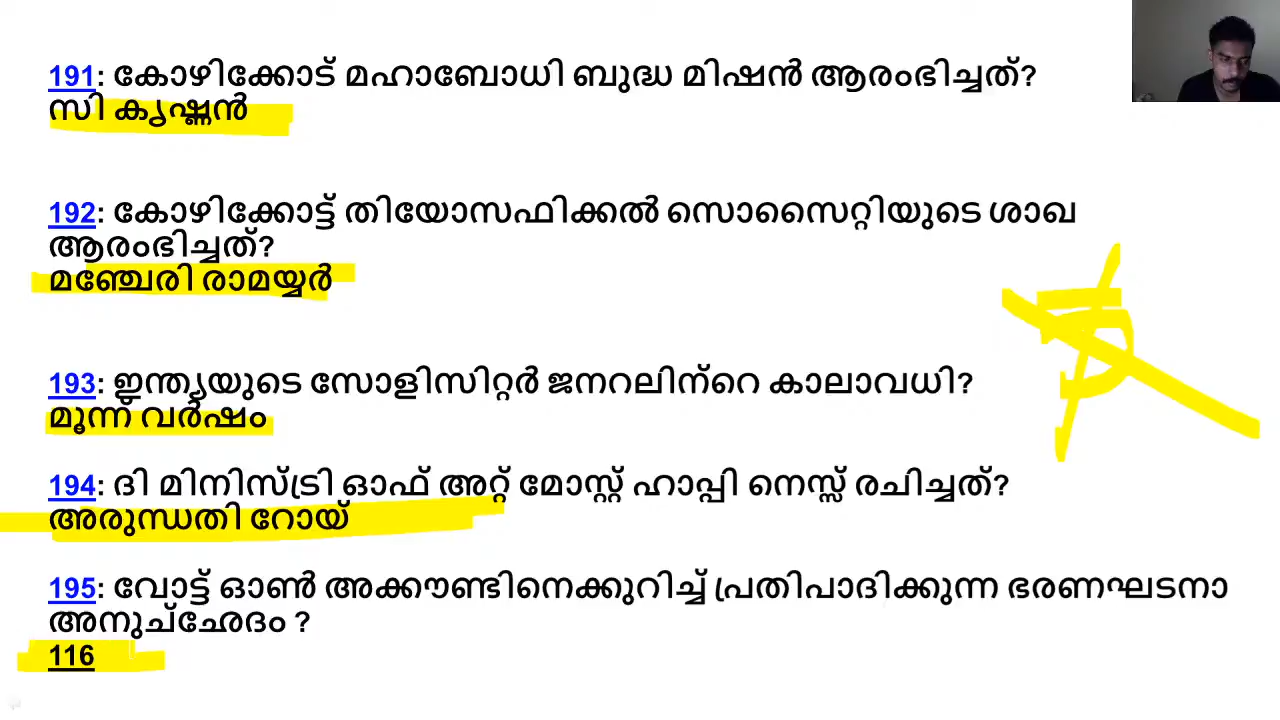 191: കോഴിക്കോട് മഹാബോധി ബുദ്ധ മിഷൻ ആരംഭിച്ചത്?
സി കൃഷ്ണൻ
192: കോഴിക്കോട്ട് തിയോസഫിക്കൽ സൊസൈറ്റിയുടെ ശാഖ
ആരംഭിച്ചത്?
മഞ്ചേരി രാമയ്യർ
193: ഇന്ത്യയുടെ സോളിസിറ്റർ ജനറലിന്റെ കാലാവധി?
മൂന്ന് വർഷം
194: ദി മിനിസ്ട്രി ഓഫ് അറ്റ് മോസ്റ്റ് ഹാപ്പി നെസ്സ് രചിച്ചത്?
അരുന്ധതി റോയ്
195: വോട്ട് ഓൺ അക്കൗണ്ടിനെക്കുറിച്ച് പ്രതിപാദിക്കുന്ന ഭരണഘടനാ
അനുച്ഛേദം ?
116